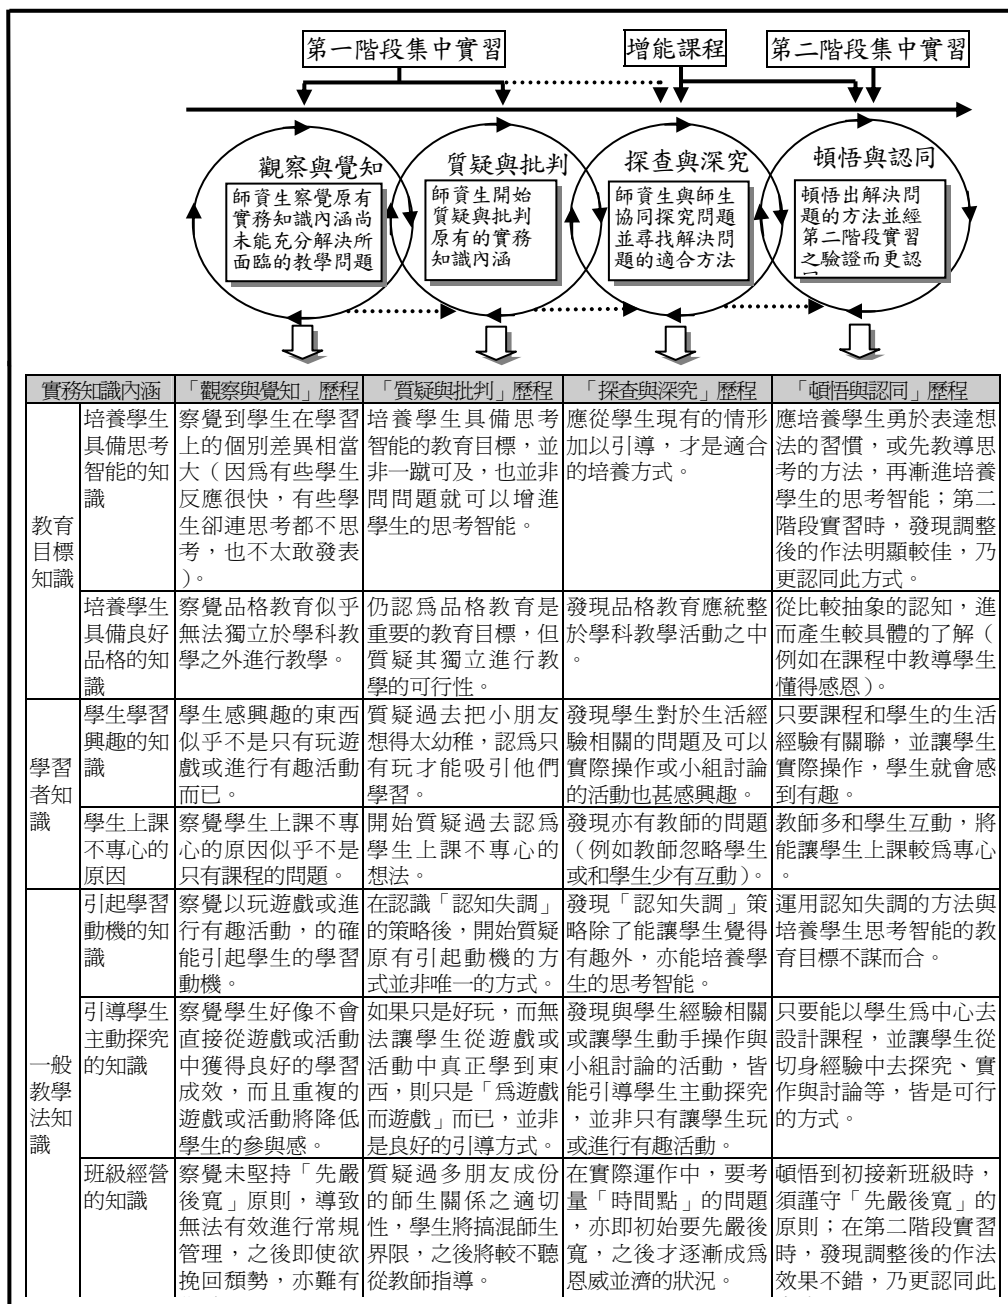 第一階段集中實習
增能課程
第二階段集中實習
觀察與覺知
師資生察覺原有
實務知識內涵尚
未能充分解決所
面臨的教學問題
質疑與批判
師資生開始
質疑與批判
原有的實務
知識內涵
探查與深究
師資生與師生
協同探究問題
並尋找解決問
題的適合方法
頓悟與認同
頓悟出解決問
題的方法並經
第二階段實習
之驗證而更認
實務知識內涵
「觀察與覺知」歷程
「質疑與批判」歷程
「探查與深究」歷程
「頓悟與認同」歷程
教育
目標
知識
培養學生
具備思考
智能的知
識
察覺到學生在學習
上的個別差異相當
大（因為有些學生
反應很快，有些學
生卻連思考都不思
考，也不太敢發表
）。
培養學生具備思考
智能的教育目標，並
非一蹴可及，也並非
問問題就可以增進
學生的思考智能。
應從學生現有的情形
加以引導，才是適合
的培養方式。
應培養學生勇於表達想
法的習慣，或先教導思
考的方法，再漸進培養
學生的思考智能；第二
階段實習時，發現調整
後的作法明顯較佳，乃
更認同此方式。
培養學生
具備良好
品格的知
識
察覺品格教育似乎
無法獨立於學科教
學之外進行教學。
仍認為品格教育是
重要的教育目標，但
質疑其獨立進行教
學的可行性。
發現品格教育應統整
於學科教學活動之中
。
從比較抽象的認知，進
而產生較具體的了解（
例如在課程中教導學生
懂得感恩）。
學習
者知
識
學生學習
興趣的知
識
學生感興趣的東西
似乎不是只有玩遊
戲或進行有趣活動
而已。
質疑過去把小朋友
想得太幼稚，認為只
有玩才能吸引他們
學習。
發現學生對於生活經
驗相關的問題及可以
實際操作或小組討論
的活動也甚感興趣。
只要課程和學生的生活
經驗有關聯，並讓學生
實際操作，學生就會感
到有趣。
學生上課
不專心的
原因
察覺學生上課不專
心的原因似乎不是
只有課程的問題。
開始質疑過去認為
學生上課不專心的
想法。
發現亦有教師的問題
（例如教師忽略學生
或和學生少有互動）。
教師多和學生互動，將
能讓學生上課較為專心
。
一般
教學
法知
識
引起學習
動機的知
識
察覺以玩遊戲或進
行有趣活動，的確
能引起學生的學習
動機。
在認識「認知失調」
的策略後，開始質疑
原有引起動機的方
式並非唯一的方式。
發現「認知失調」策
略除了能讓學生覺得
有趣外，亦能培養學
生的思考智能。
運用認知失調的方法與
培養學生思考智能的教
育目標不謀而合。
引導學生
主動探究
的知識
察覺學生好像不會
直接從遊戲或活動
中獲得良好的學習
成效，而且重複的
遊戲或活動將降低
學生的參與感。
如果只是好玩，而無
法讓學生從遊戲或
活動中真正學到東
西，則只是「為遊戲
而遊戲」而已，並非
是良好的引導方式。
發現與學生經驗相關
或讓學生動手操作與
小組討論的活動，皆
能引導學生主動探究
，並非只有讓學生玩
或進行有趣活動。
只要能以學生為中心去
設計課程，並讓學生從
切身經驗中去探究、實
作與討論等，皆是可行
的方式。
班級經營
的知識
察覺未堅持「先嚴
後寬」原則，導致
無法有效進行常規
管理，之後即使欲
挽回頹勢，亦難有
質疑過多朋友成份
的師生關係之適切
性，學生將搞混師生
界限，之後將較不聽
從教師指導。
在實際運作中，要考
量「時間點」的問題
，亦即初始要先嚴後
寬，之後才逐漸成為
恩威並濟的狀況。
頓悟到初接新班級時，
須謹守「先嚴後寬」的
原則；在第二階段實習
時，發現調整後的作法
效果不錯，乃更認同此